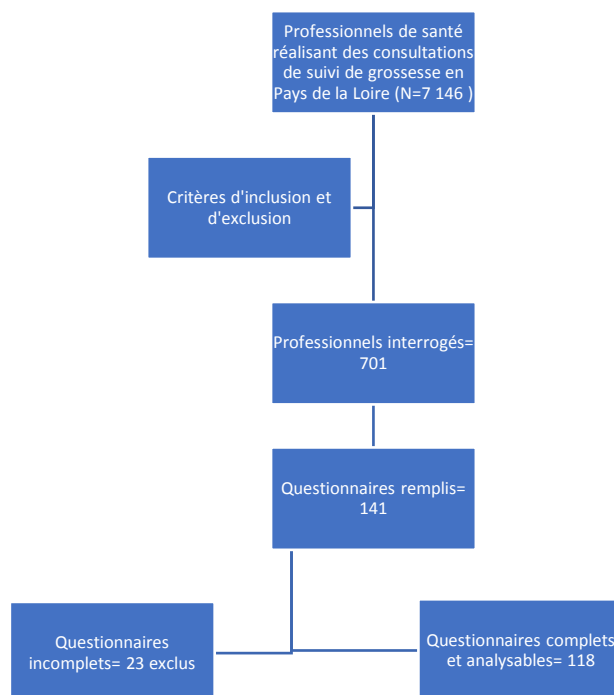 Professionnels de santé
réalisant des consultations
de suivi de grossesse en
Pays de la Loire (N=7 146 )
Critères d'inclusion et
d'exclusion
Professionnels interrogés=
701
Questionnaires remplis=
141
Questionnaires
incomplets= 23 exclus
Questionnaires complets
et analysables= 118